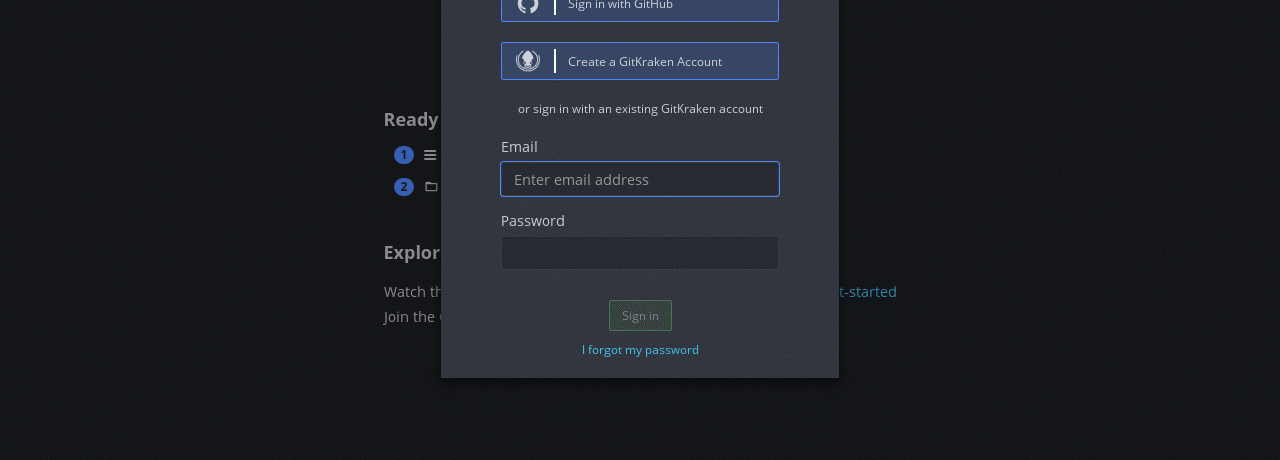 Sign in with GitHub
Create a GitKraken Account
or sign in with an existing GitKraken account
Email
Enter email address
Password
Sign in
I forgot my password
Ready
1
2
Explor
Watch th
t-started
Join the